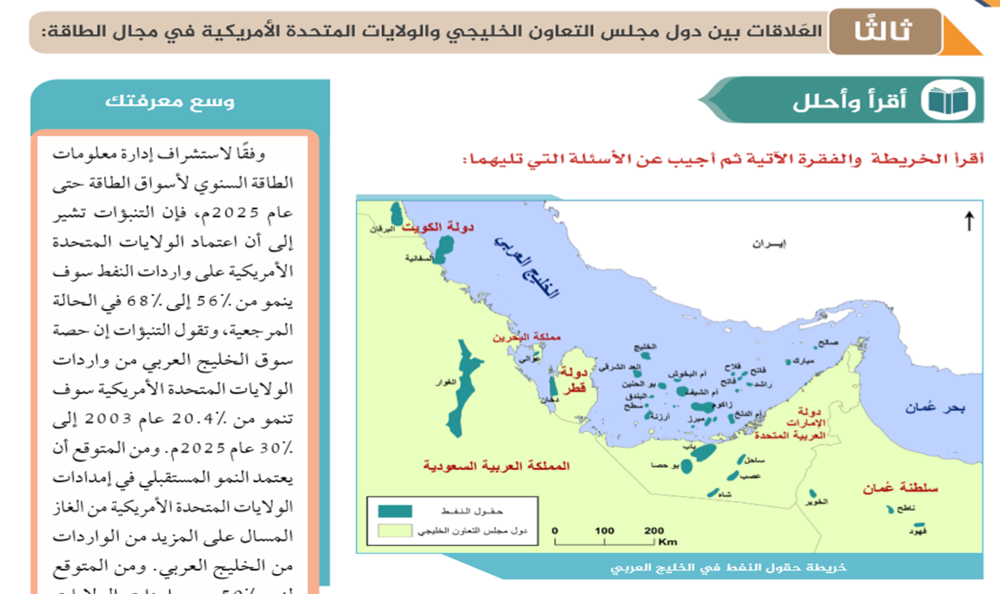 ثالثًا
العَلاقات بين دول مجلس التعاون الخليجي والولايات المتحدة الأمريكية في مجال الطاقة:
أقرأ وأحلل
أقرأ الخريطة والفقرة الآتية ثم أجيب عن الأسئلة التي تليهما:
إيـران
دولة الكويت
البرقان
السفانية
الخليج العربي
مملكة البحرين
عوالي
الغوار
دولة
قطر
دخان
الخليج
العد الشرقي
أم البخوش
بو الحنين
أم الشيف
البندق
سطح
أرزنة
زاكوم
مبرز
أم الدلخ
فلاح
فاتح
فاتح
راشد
صالح
مبارك
دولة
الإمارات
العربية المتحدة
بحر عُمان
باب
بو حصا
ساحل
عصب
شاه
المملكة العربية السعودية
سلطنة عُمان
الخوير
ناطح
فهود
حقـول النـفـط
دول مجلس التعاون الخليجي
0 100 200
Km
خريطة حقول النفط في الخليج العربي
وسع معرفتك
وفقًا لاستشراف إدارة معلومات
الطاقة السنوي لأسواق الطاقة حتى
عام 2025م، فإن التنبؤات تشير
إلى أن اعتماد الولايات المتحدة
الأمريكية على واردات النفط سوف
ينمو من 56٪ إلى 68٪ في الحالة
المرجعية، وتقول التنبؤات إن حصة
سوق الخليج العربي من واردات
الولايات المتحدة الأمريكية سوف
تنمو من 20.4٪ عام 2003 إلى
30٪ عام 2025م. ومن المتوقع أن
يعتمد النمو المستقبلي في إمدادات
الولايات المتحدة الأمريكية من الغاز
المسال على المزيد من الواردات
من الخليج العربي. ومن المتوقع